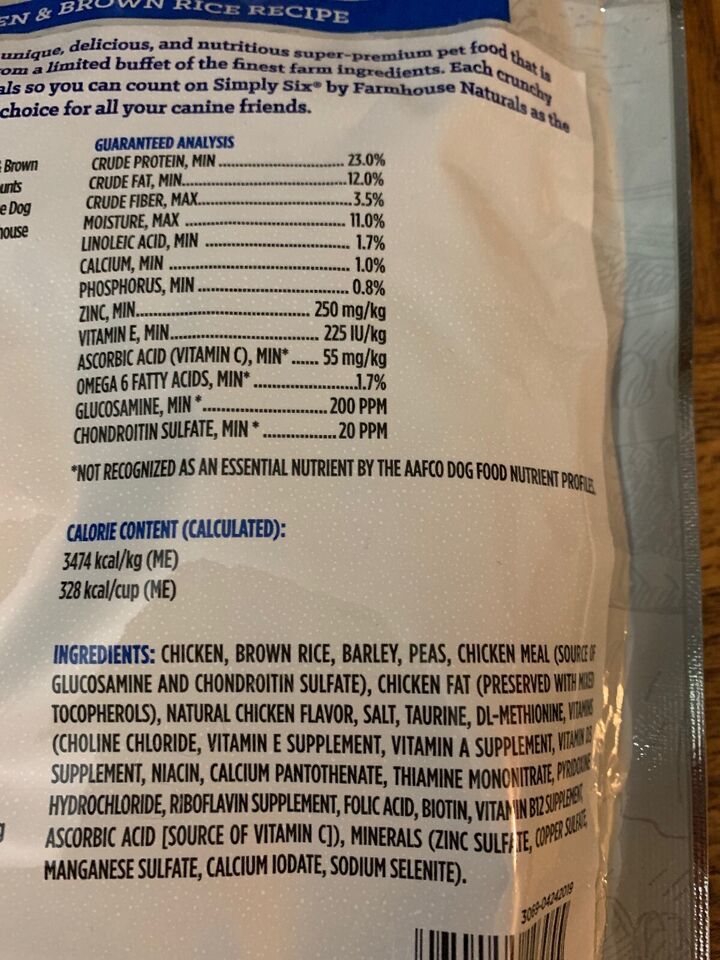 EN & BROWN RICE RECIPE
unique, delicious, and nutritious super-premium pet food that is
om a limited buffet of the finest farm ingredients. Each crunchy
als so you can count on Simply Six® by Farmhouse Naturals as the
choice for all your canine friends.
& Brown
unts
e Dog
house
GUARANTEED ANALYSIS
CRUDE PROTEIN, MIN .......................... 23.0%
CRUDE FAT, MIN.................................12.0%
CRUDE FIBER, MAX...............................3.5%
MOISTURE, MAX ................................ 11.0%
LINOLEIC ACID, MIN ............................ 1.7%
CALCIUM, MIN ................................... 1.0%
PHOSPHORUS, MIN .............................. 0.8%
ZINC, MIN................................... 250 mg/kg
VITAMIN E, MIN............................. 225 IU/kg
ASCORBIC ACID (VITAMIN C), MIN* ...... 55 mg/kg
OMEGA 6 FATTY ACIDS, MIN* .....................1.7%
GLUCOSAMINE, MIN *......................... 200 PPM
CHONDROITIN SULFATE, MIN * ............... 20 PPM
*NOT RECOGNIZED AS AN ESSENTIAL NUTRIENT BY THE AAFCO DOG FOOD NUTRIENT PROFILES.
CALORIE CONTENT (CALCULATED):
3474 kcal/kg (ME)
328 kcal/cup (ME)
INGREDIENTS: CHICKEN, BROWN RICE, BARLEY, PEAS, CHICKEN MEAL (SOURCE OF
GLUCOSAMINE AND CHONDROITIN SULFATE), CHICKEN FAT (PRESERVED WITH MIXED
TOCOPHEROLS), NATURAL CHICKEN FLAVOR, SALT, TAURINE, DL-METHIONINE, VITAMINS
(CHOLINE CHLORIDE, VITAMIN E SUPPLEMENT, VITAMIN A SUPPLEMENT, VITAMIN D3
SUPPLEMENT, NIACIN, CALCIUM PANTOTHENATE, THIAMINE MONONITRATE, PYRIDOXINE
HYDROCHLORIDE, RIBOFLAVIN SUPPLEMENT, FOLIC ACID, BIOTIN, VITAMIN B12 SUPPLEMENT,
ASCORBIC ACID [SOURCE OF VITAMIN C]), MINERALS (ZINC SULFATE, COPPER SULFATE,
MANGANESE SULFATE, CALCIUM IODATE, SODIUM SELENITE).
3069-04242019